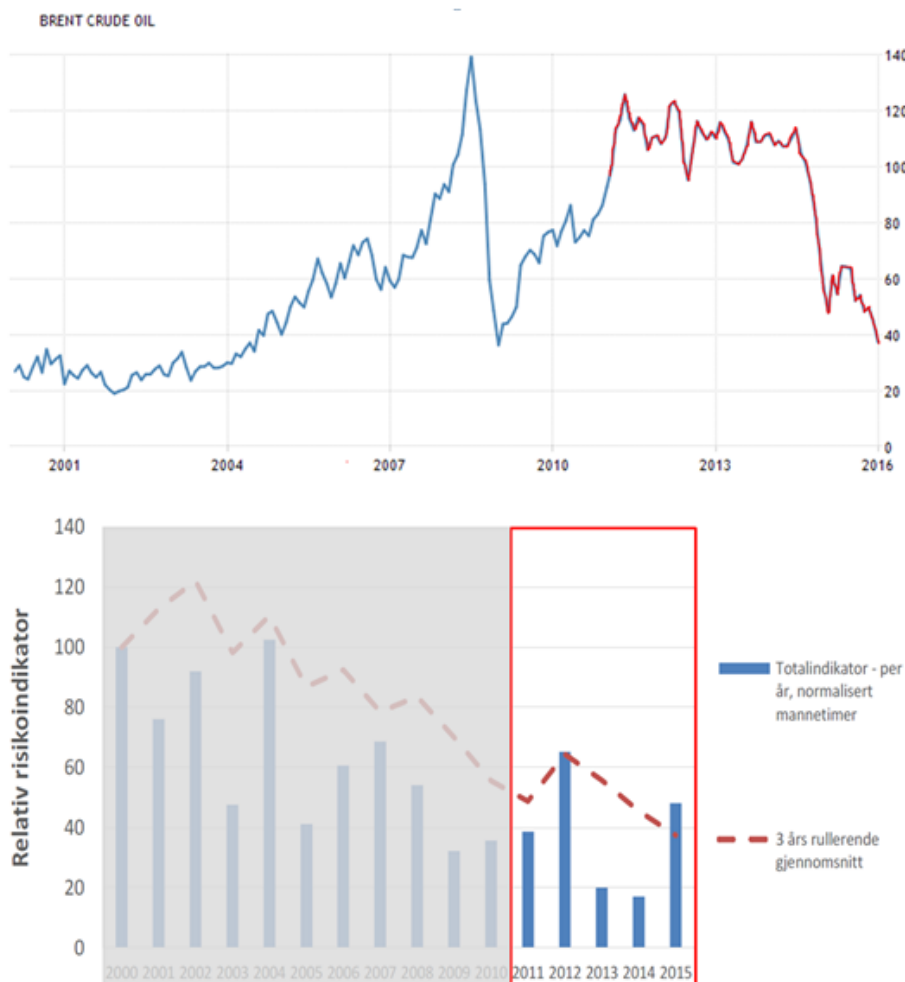 BRENT CRUDE OIL
140
120
100
80
60
40
20
0
2001 2004 2007 2010 2013 2016
140
120
100
80
60
40
20
0
Relativ risikoindikator
2000 2001 2002 2003 2004 2005 2006 2007 2008 2009 2010 2011 2012 2013 2014 2015
Totalindikator - per
år, normalisert
mannetimer
3 års rullerende
gjennomsnitt